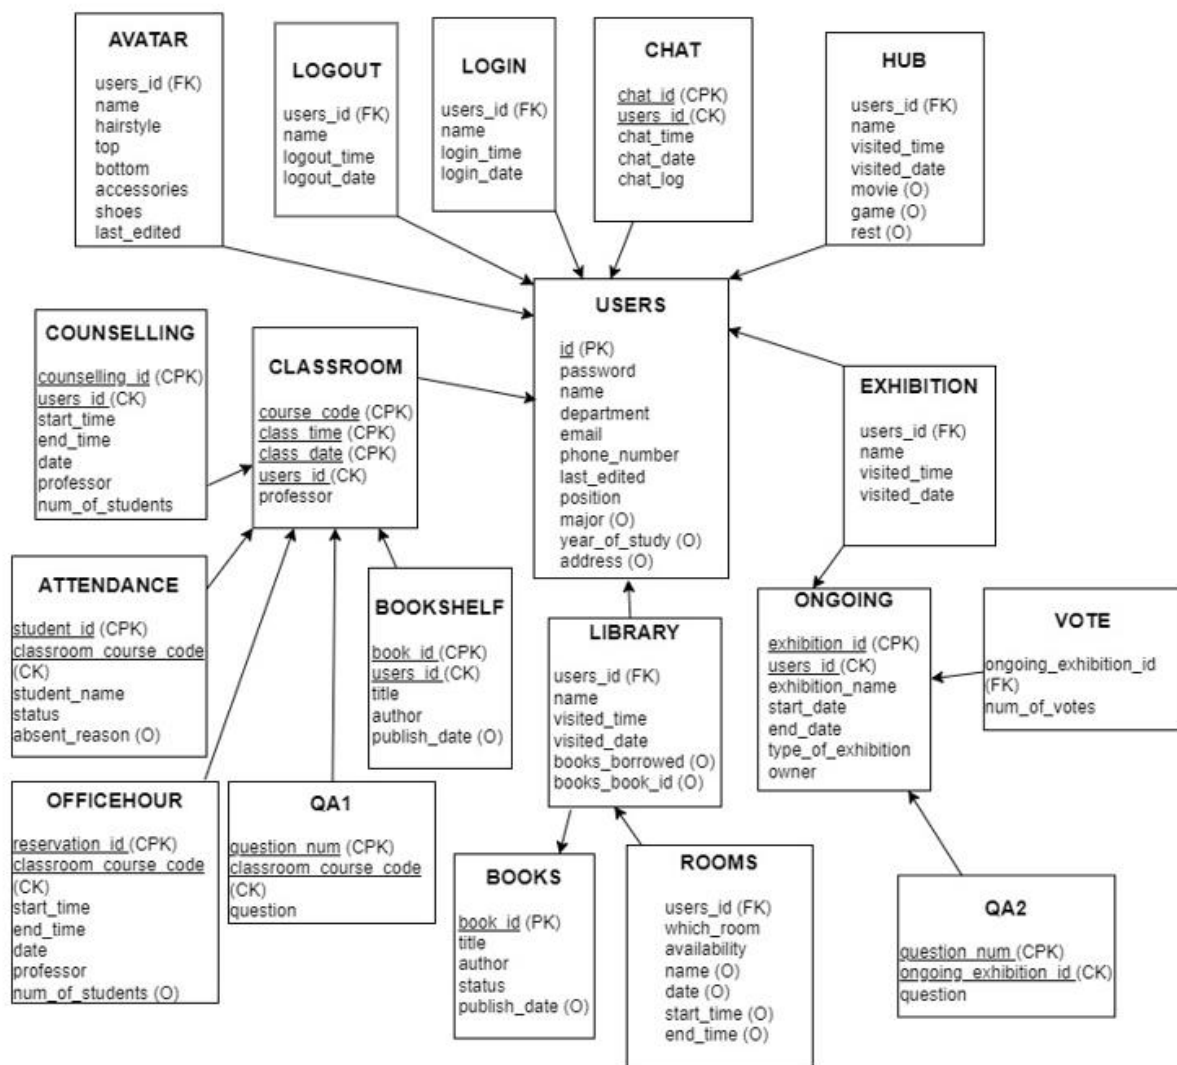 AVATAR
users_id (FK)
name
hairstyle
top
bottom
accessories
shoes
last_edited
LOGOUT
users_id (FK)
name
logout_time
logout_date
LOGIN
users_id (FK)
name
login_time
login_date
CHAT
chat_id (CPK)
users_id (CK)
chat_time
chat_date
chat_log
HUB
users_id (FK)
name
visited_time
visited_date
movie (O)
game (O)
rest (O)
COUNSELLING
counselling_id (CPK)
users_id (CK)
start_time
end_time
date
professor
num_of_students
CLASSROOM
course_code (CPK)
class_time (CPK)
class_date (CPK)
users_id (CK)
professor
USERS
id (PK)
password
name
department
email
phone_number
last_edited
position
major (O)
year_of_study (O)
address (O)
EXHIBITION
users_id (FK)
name
visited_time
visited_date
ATTENDANCE
student_id (CPK)
classroom_course_code
(CK)
student_name
status
absent_reason (O)
BOOKSHELF
book_id (CPK)
users_id (CK)
title
author
publish_date (O)
LIBRARY
users_id (FK)
name
visited_time
visited_date
books_borrowed (O)
books_book_id (O)
ONGOING
exhibition_id (CPK)
users_id (CK)
exhibition_name
start_date
end_date
type_of_exhibition
owner
VOTE
ongoing_exhibition_id
(FK)
num_of_votes
OFFICEHOUR
reservation_id (CPK)
classroom_course_code
(CK)
start_time
end_time
date
professor
num_of_students (O)
QA1
question_num (CPK)
classroom_course_code
(CK)
question
BOOKS
book_id (PK)
title
author
status
publish_date (O)
ROOMS
users_id (FK)
which_room
availability
name (O)
date (O)
start_time (O)
end_time (O)
QA2
question_num (CPK)
ongoing_exhibition_id (CK)
question